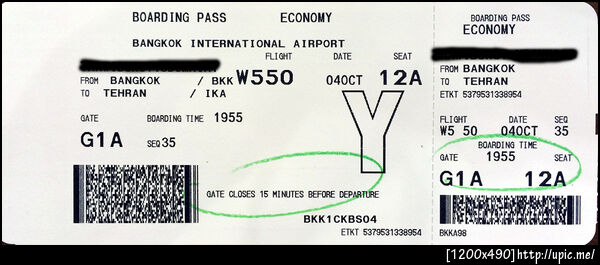 BOARDING PASS ECONOMY
BANGKOK INTERNATIONAL AIRPORT
FLIGHT DATE SEAT
FROM BANGKOK / BKK W550 04OCT 12A
TO TEHRAN / IKA
GATE BOARDING TIME 1955
G1A SEQ 35
Y
GATE CLOSES 15 MINUTES BEFORE DEPARTURE
BKK1CKBS04
ETKT 5379531338954
BOARDING PASS
ECONOMY
FROM BANGKOK
TO TEHRAN
ETKT 5379531338954
FLIGHT DATE SEQ
W5 50 04OCT 35
BOARDING TIME
GATE 1955 SEAT
G1A 12A
BKKA98
[1200x490]http://upic.me/